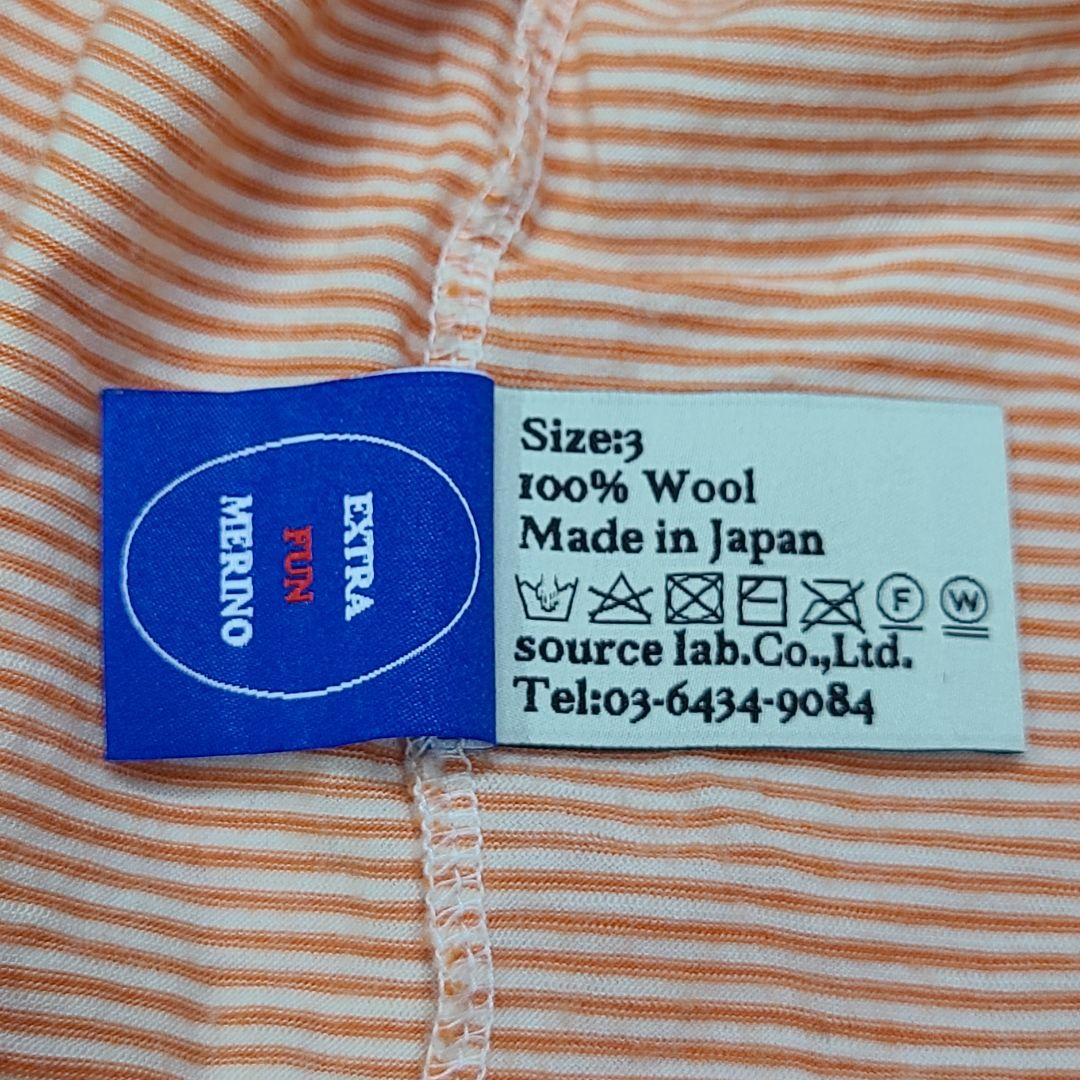 EXTRA
FUN
MERINO
Size:3
100% Wool
Made in Japan
F W
source lab.Co.,Ltd.
Tel:03-6434-9084